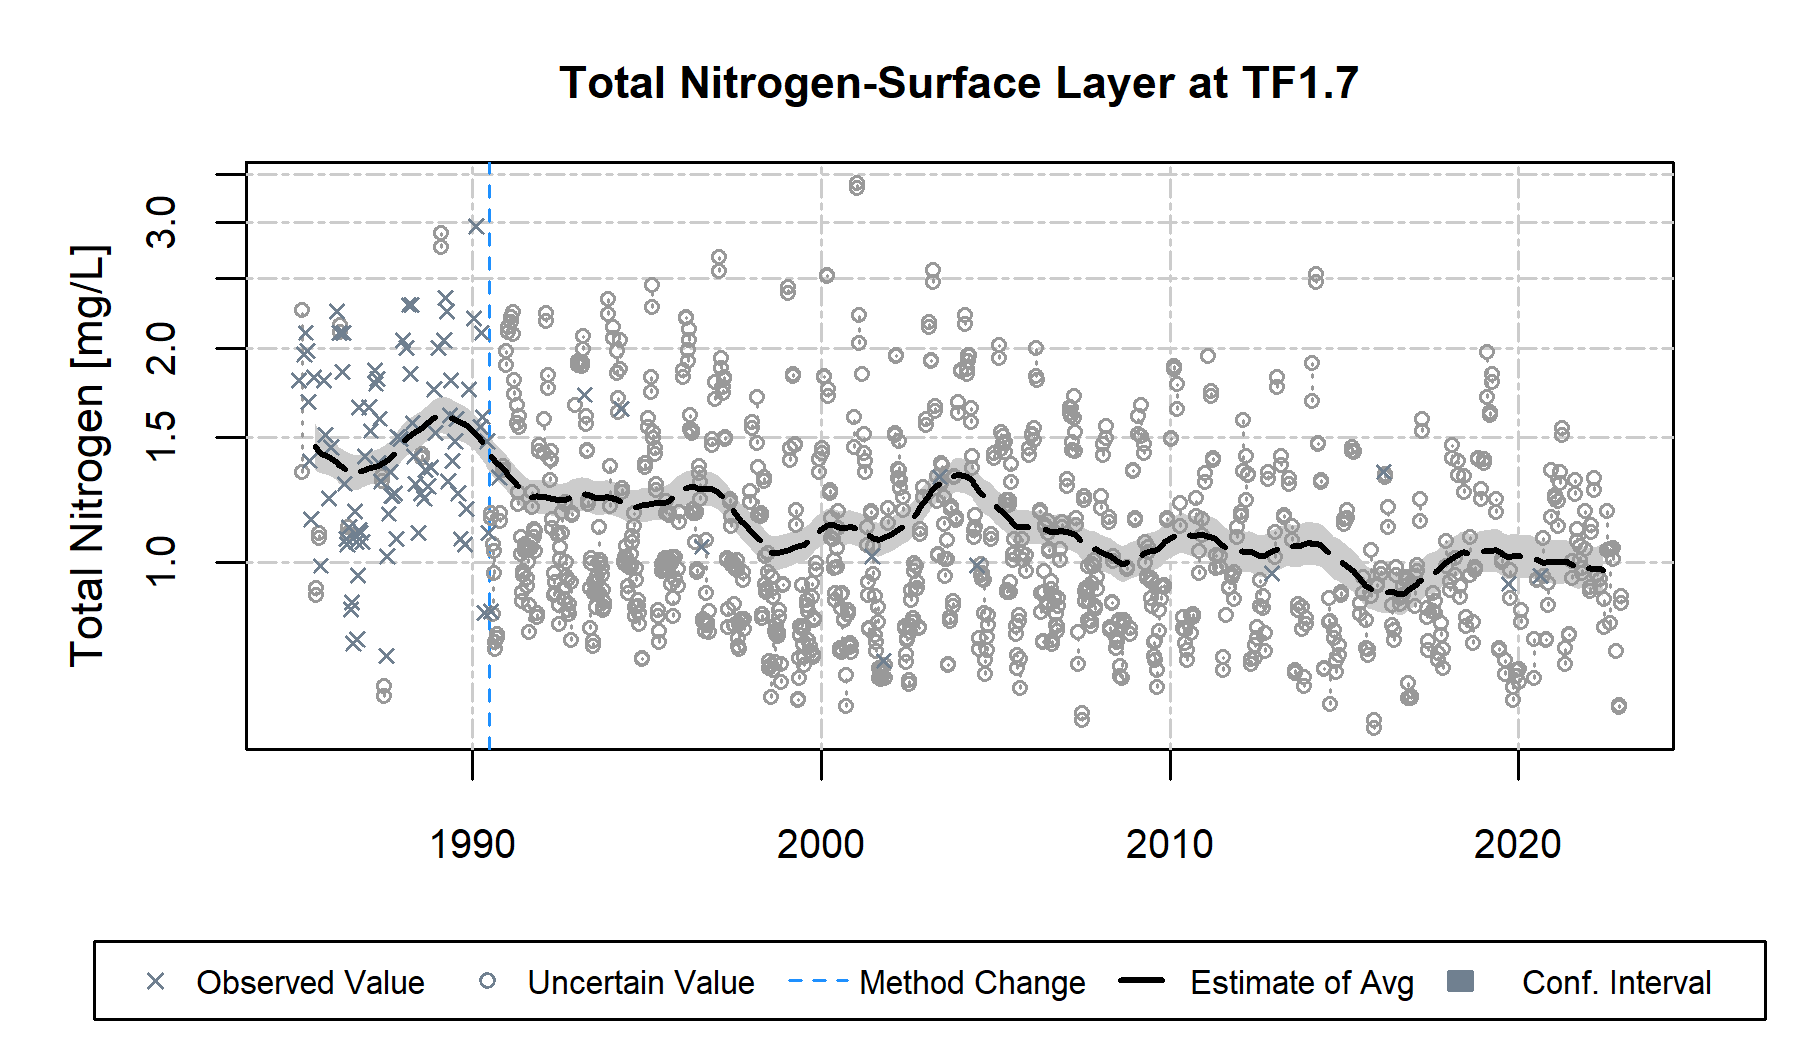 Total Nitrogen-Surface Layer at TF1.7
Total Nitrogen [mg/L]
3.0
2.0
1.5
1.0
1990 2000 2010 2020
Observed Value Uncertain Value Method Change Estimate of Avg Conf. Interval